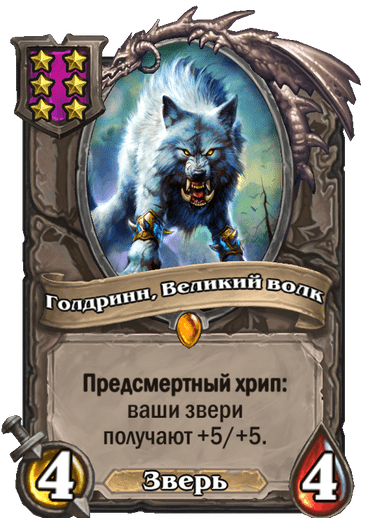 Голдринн, Великий волк
Предсмертный хрип:
ваши звери
получают +5/+5.
4
Зверь
4